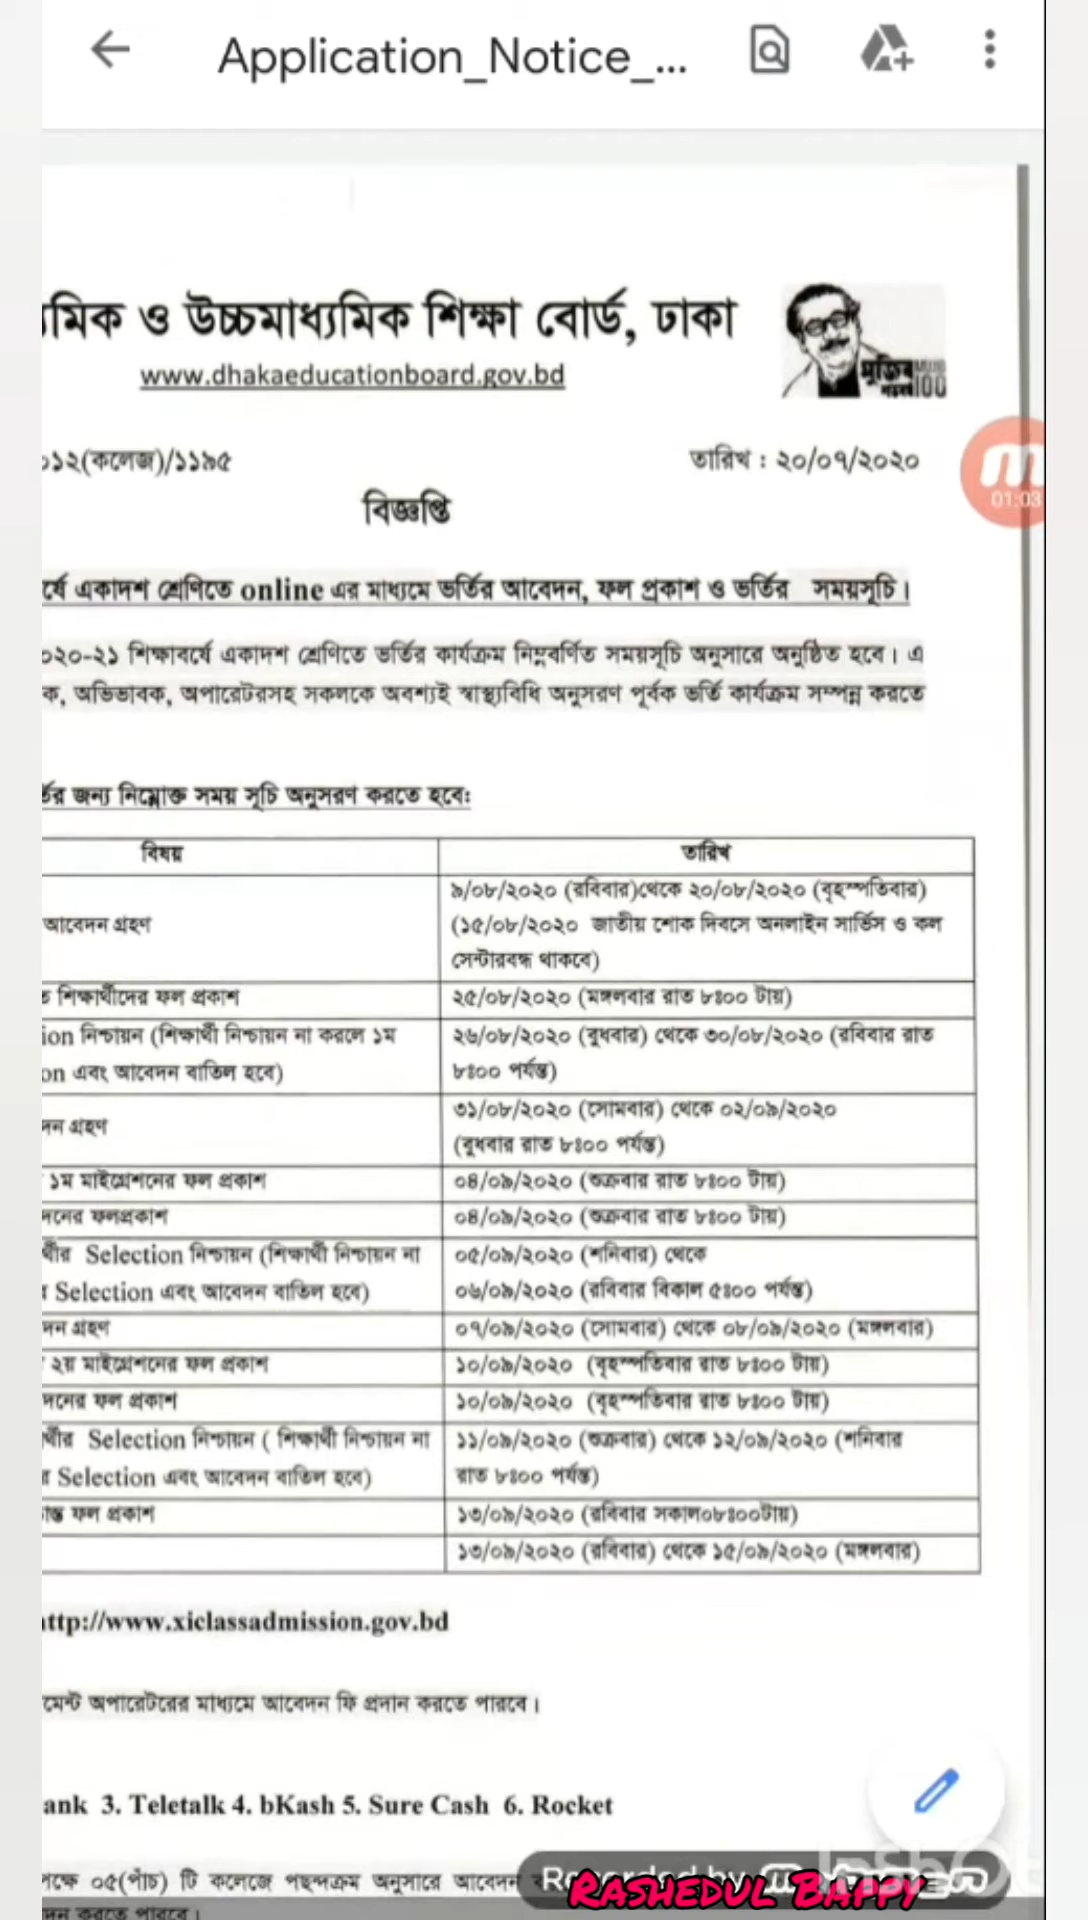 Application_Notice_...
মিক ও উচ্চমাধ্যমিক শিক্ষা বোর্ড, ঢাকা
www.dhakaeducationboard.gov.bd
মুজিব
100
১২(কলেজ)/১১৯৫
তারিখ : ২০/০৭/২০২০
01:03
বিজ্ঞপ্তি
র্ষে একাদশ শ্রেণিতে online এর মাধ্যমে ভর্তির আবেদন, ফল প্রকাশ ও ভর্তির সময়সূচি।
০২০-২১ শিক্ষাবর্ষে একাদশ শ্রেণিতে ভর্তির কার্যক্রম নিম্নবর্ণিত সময়সূচি অনুসারে অনুষ্ঠিত হবে। এ
ক, অভিভাবক, অপারেটরসহ সকলকে অবশ্যই স্বাস্থ্যবিধি অনুসরণ পূর্বক ভর্তি কার্যক্রম সম্পন্ন করতে
র্তির জন্য নিম্নোক্ত সময় সূচি অনুসরণ করতে হবেঃ
বিষয় তারিখ
৯/০৮/২০২০ (রবিবার)থেকে ২০/০৮/২০২০ (বৃহস্পতিবার)
আবেদন গ্রহণ (১৫/০৮/২০২০ জাতীয় শোক দিবসে অনলাইন সার্ভিস ও কল
সেন্টারবন্ধ থাকবে)
ত শিক্ষার্থীদের ফল প্রকাশ ২৫/০৮/২০২০ (মঙ্গলবার রাত ৮ঃ০০ টায়)
ion নিশ্চায়ন (শিক্ষার্থী নিশ্চায়ন না করলে ১ম ২৬/০৮/২০২০ (বুধবার) থেকে ৩০/০৮/২০২০ (রবিবার রাত
on এবং আবেদন বাতিল হবে) ৮ঃ০০ পর্যন্ত)
দন গ্রহণ ৩১/০৮/২০২০ (সোমবার) থেকে ০২/০৯/২০২০
(বুধবার রাত ৮ঃ০০ পর্যন্ত)
১ম মাইগ্রেশনের ফল প্রকাশ ০৪/০৯/২০২০ (শুক্রবার রাত ৮ঃ০০ টায়)
দনের ফলপ্রকাশ ০৪/০৯/২০২০ (শুক্রবার রাত ৮ঃ০০ টায়)
র্থীর Selection নিশ্চায়ন (শিক্ষার্থী নিশ্চায়ন না ০৫/০৯/২০২০ (শনিবার) থেকে
র Selection এবং আবেদন বাতিল হবে) ০৬/০৯/২০২০ (রবিবার বিকাল ৫ঃ০০ পর্যন্ত)
দন গ্রহণ ০৭/০৯/২০২০ (সোমবার) থেকে ০৮/০৯/২০২০ (মঙ্গলবার)
২য় মাইগ্রেশনের ফল প্রকাশ ১০/০৯/২০২০ (বৃহস্পতিবার রাত ৮ঃ০০ টায়)
দনের ফল প্রকাশ ১০/০৯/২০২০ (বৃহস্পতিবার রাত ৮ঃ০০ টায়)
র্থীর Selection নিশ্চায়ন ( শিক্ষার্থী নিশ্চায়ন না ১১/০৯/২০২০ (শুক্রবার) থেকে ১২/০৯/২০২০ (শনিবার
র Selection এবং আবেদন বাতিল হবে) রাত ৮ঃ০০ পর্যন্ত)
ন্ত ফল প্রকাশ ১৩/০৯/২০২০ (রবিবার সকাল০৮ঃ০০টায়)
১৩/০৯/২০২০ (রবিবার) থেকে ১৫/০৯/২০২০ (মঙ্গলবার)
ttp://www.xiclassadmission.gov.bd
মেন্ট অপারেটরের মাধ্যমে আবেদন ফি প্রদান করতে পারবে।
ank 3. Teletalk 4. bKash 5. Sure Cash 6. Rocket
পক্ষে ০৫(পাঁচ) টি কলেজে পছন্দক্রম অনুসারে আবেদন
RASHEDUL BAPPY
দন করতে পারবে।